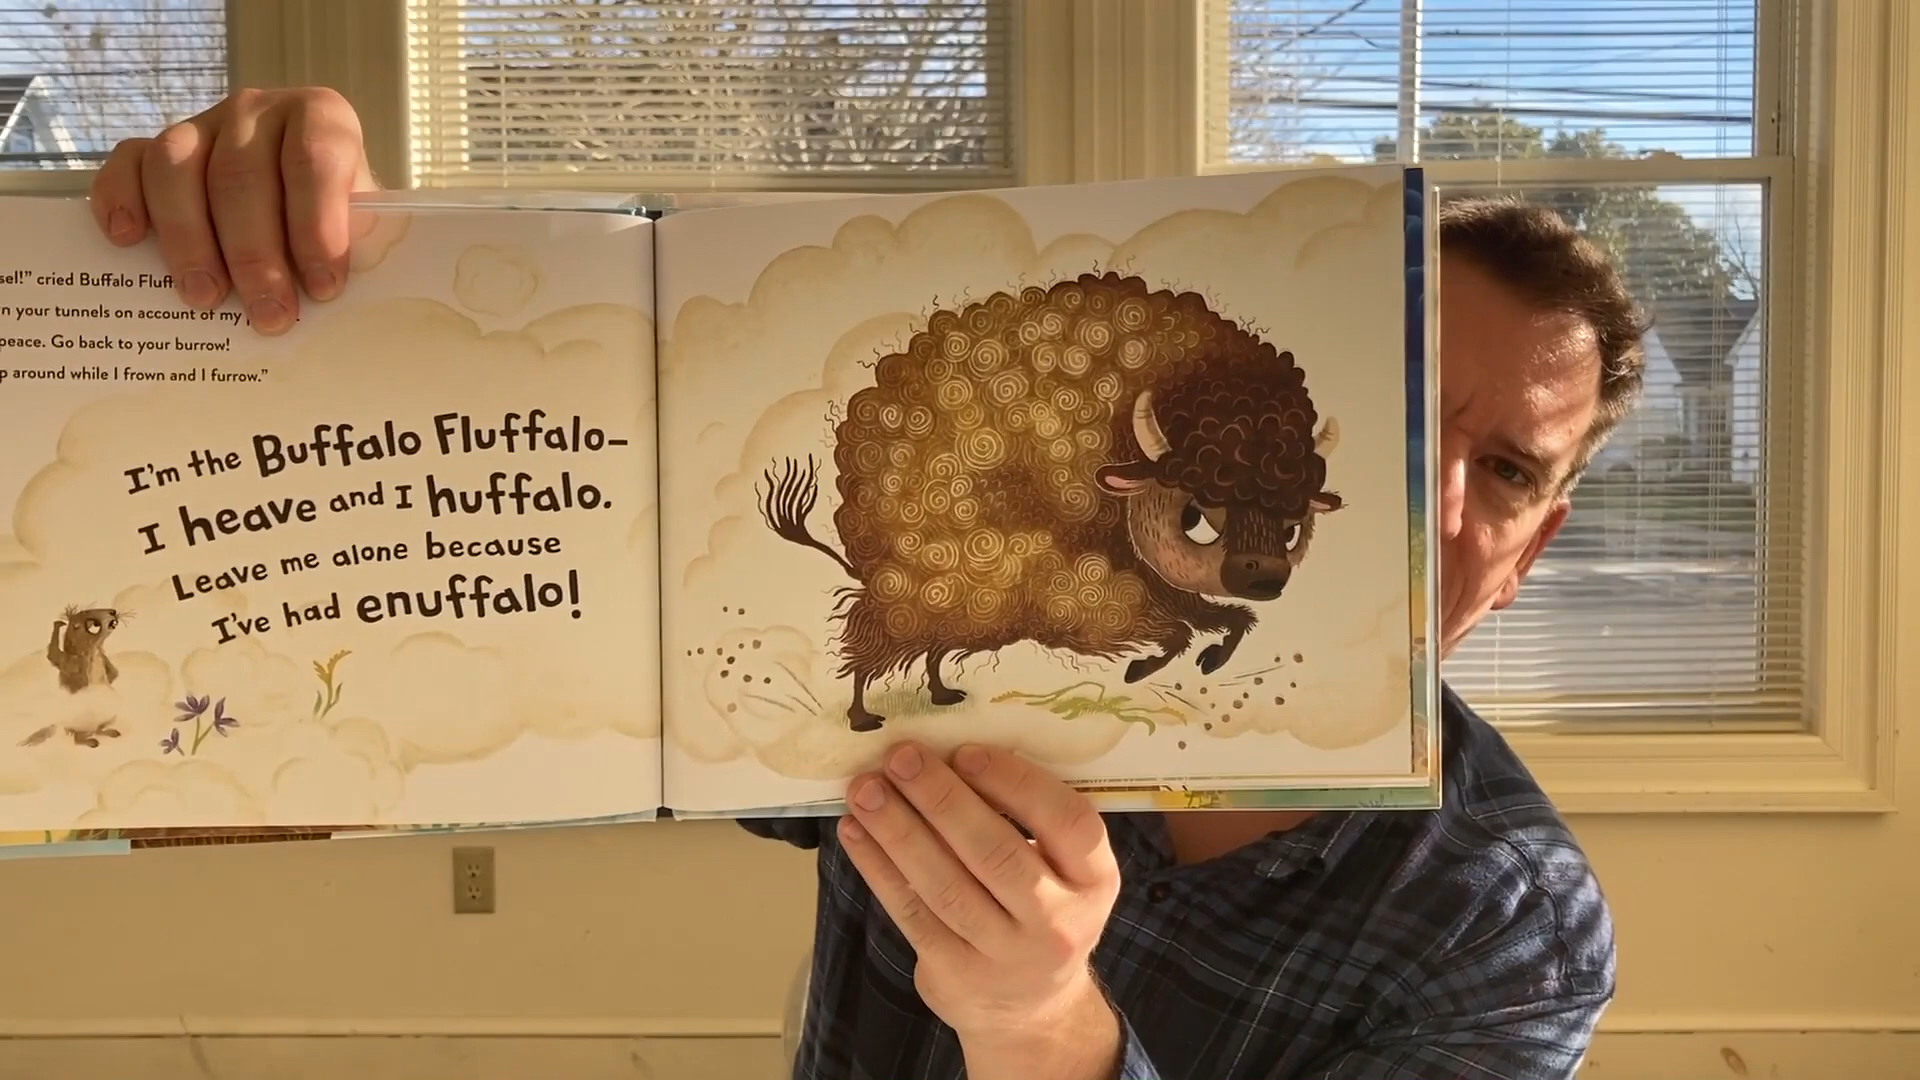 sel!” cried Buffalo Fluff
n your tunnels on account of my
peace. Go back to your burrow!
p around while I frown and I furrow.”
I’m the Buffalo Fluffalo—
I heave and I huffalo.
Leave me alone because
I’ve had enuffalo!